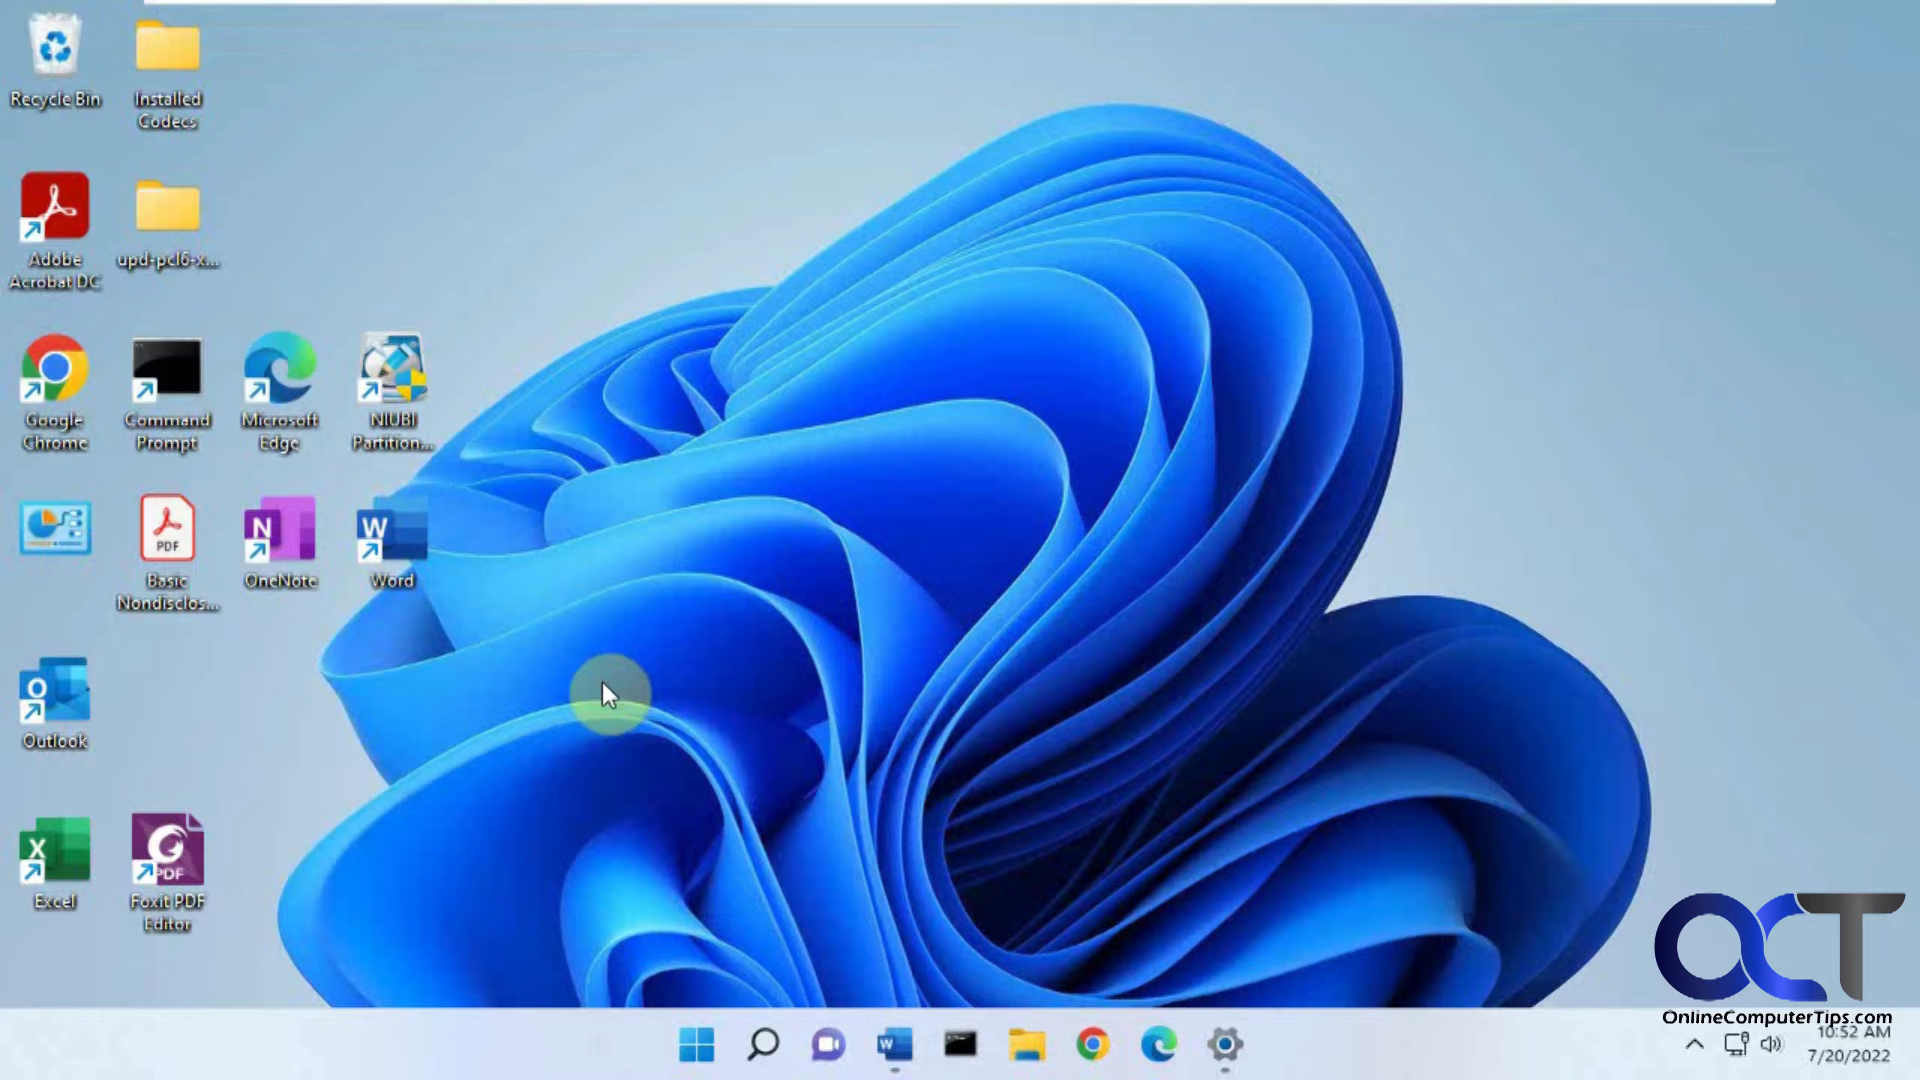 Recycle Bin
Installed
Codecs
Adobe
Acrobat DC
upd-pcl6-x...
Google
Chrome
Command
Prompt
Microsoft
Edge
NIUBI
Partition...
PDF
Basic
Nondisclos...
N
OneNote
W
Word
O
Outlook
X
Excel
PDF
Foxit PDF
Editor
OCT
OnlineComputerTips.com
W
10:52 AM
7/20/2022